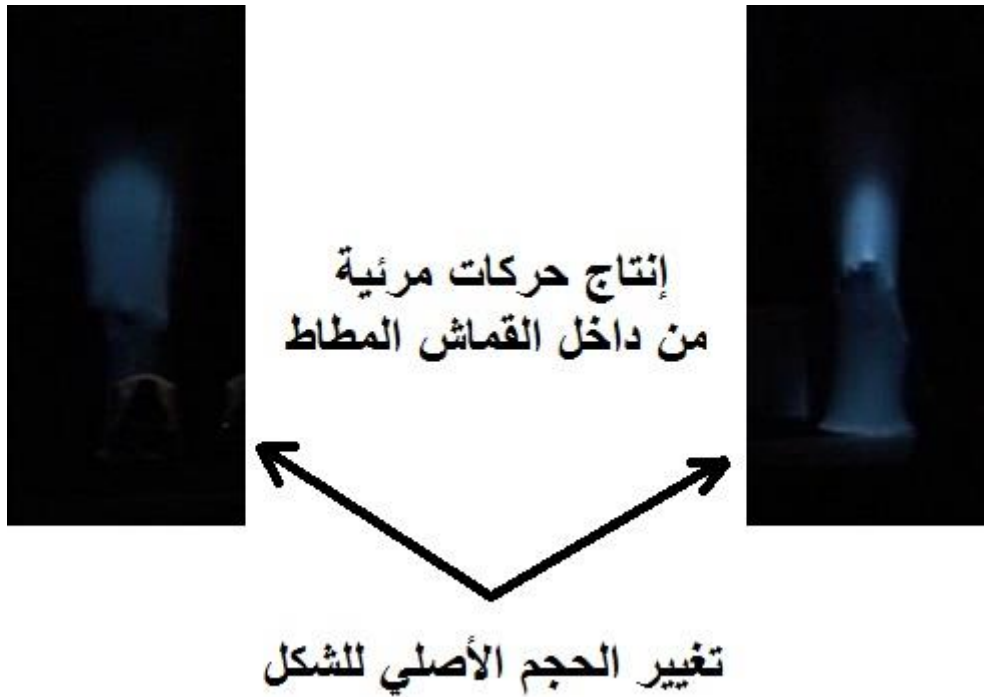 إنتاج حركات مرئية
من داخل القماش المطاط
تغيير الحجم الأصلي للشكل